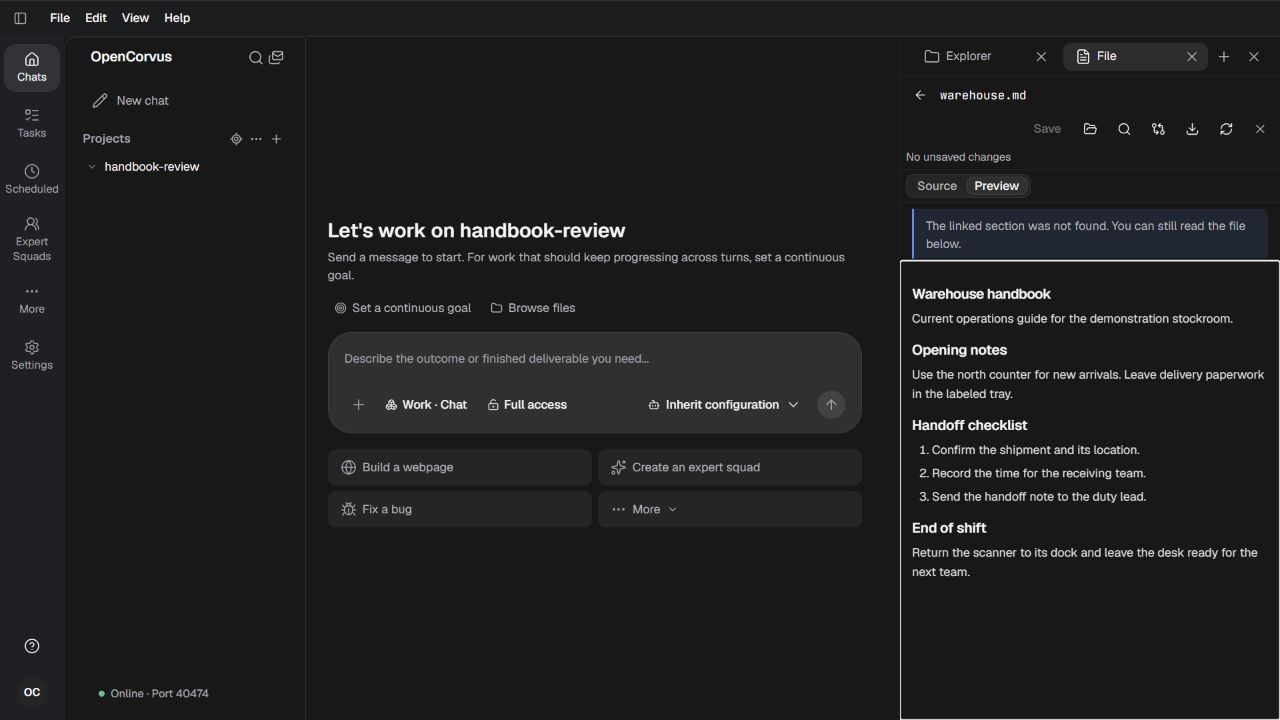 File Edit View Help
Chats
Tasks
Scheduled
Expert
Squads
More
Settings
OC
OpenCorvus
New chat
Projects
handbook-review
Online · Port 40474
Let's work on handbook-review
Send a message to start. For work that should keep progressing across turns, set a continuous
goal.
Set a continuous goal Browse files
Describe the outcome or finished deliverable you need...
Work · Chat Full access Inherit configuration
Build a webpage Create an expert squad
Fix a bug More
Explorer File
warehouse.md
Save
No unsaved changes
Source Preview
The linked section was not found. You can still read the file
below.
Warehouse handbook
Current operations guide for the demonstration stockroom.
Opening notes
Use the north counter for new arrivals. Leave delivery paperwork
in the labeled tray.
Handoff checklist
1. Confirm the shipment and its location.
2. Record the time for the receiving team.
3. Send the handoff note to the duty lead.
End of shift
Return the scanner to its dock and leave the desk ready for the
next team.